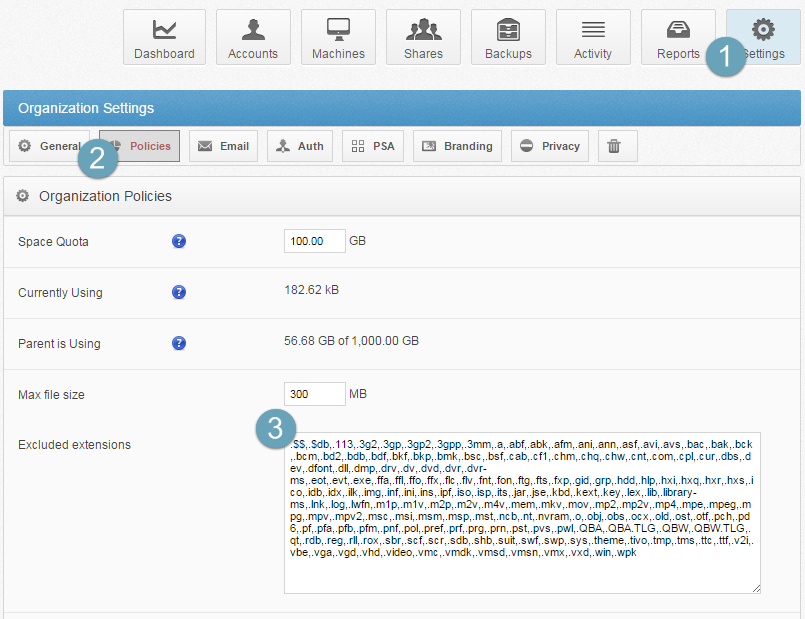 Dashboard Accounts Machines Shares Backups Activity Reports Settings
1
Organization Settings
General Policies Email Auth PSA Branding Privacy
2
Organization Policies
Space Quota ? 100.00 GB
Currently Using ? 182.62 kB
Parent is Using ? 56.68 GB of 1,000.00 GB
Max file size 300 MB
3
Excluded extensions
.$$,.$db,.113,.3g2,.3gp,.3gp2,.3gpp,.3mm,.a,.abf,.abk,.afm,.ani,.ann,.asf,.avi,.avs,.bac,.bak,.bck
,.bcm,.bd2,.bdb,.bdf,.bkf,.bkp,.bmk,.bsc,.bsf,.cab,.cf1,.chm,.chq,.chw,.cnt,.com,.cpl,.cur,.dbs,.d
ev,.dfont,.dll,.dmp,.drv,.dv,.dvd,.dvr,.dvr-
ms,.eot,.evt,.exe,.ffa,.ffl,.ffo,.ffx,.flc,.flv,.fnt,.fon,.ftg,.fts,.fxp,.gid,.grp,.hdd,.hlp,.hxi,.hxq,.hxr,.hxs,.i
co,.idb,.idx,.ilk,.img,.inf,.ini,.ins,.ipf,.iso,.isp,.its,.jar,.jse,.kbd,.kext,.key,.lex,.lib,.library-
ms,.lnk,.log,.lwfn,.m1p,.m1v,.m2p,.m2v,.m4v,.mem,.mkv,.mov,.mp2,.mp2v,.mp4,.mpe,.mpeg,.m
pg,.mpv,.mpv2,.msc,.msi,.msm,.msp,.mst,.ncb,.nt,.nvram,.o,.obj,.obs,.ocx,.old,.ost,.otf,.pch,.pd
6,.pf,.pfa,.pfb,.pfm,.pnf,.pol,.pref,.prf,.prg,.prn,.pst,.pvs,.pwl,.QBA,.QBA.TLG,.QBW,.QBW.TLG,.
qt,.rdb,.reg,.rll,.rox,.sbr,.scf,.scr,.sdb,.shb,.suit,.swf,.swp,.sys,.theme,.tivo,.tmp,.tms,.ttc,.ttf,.v2i,.
vbe,.vga,.vgd,.vhd,.video,.vmc,.vmdk,.vmsd,.vmsn,.vmx,.vxd,.win,.wpk